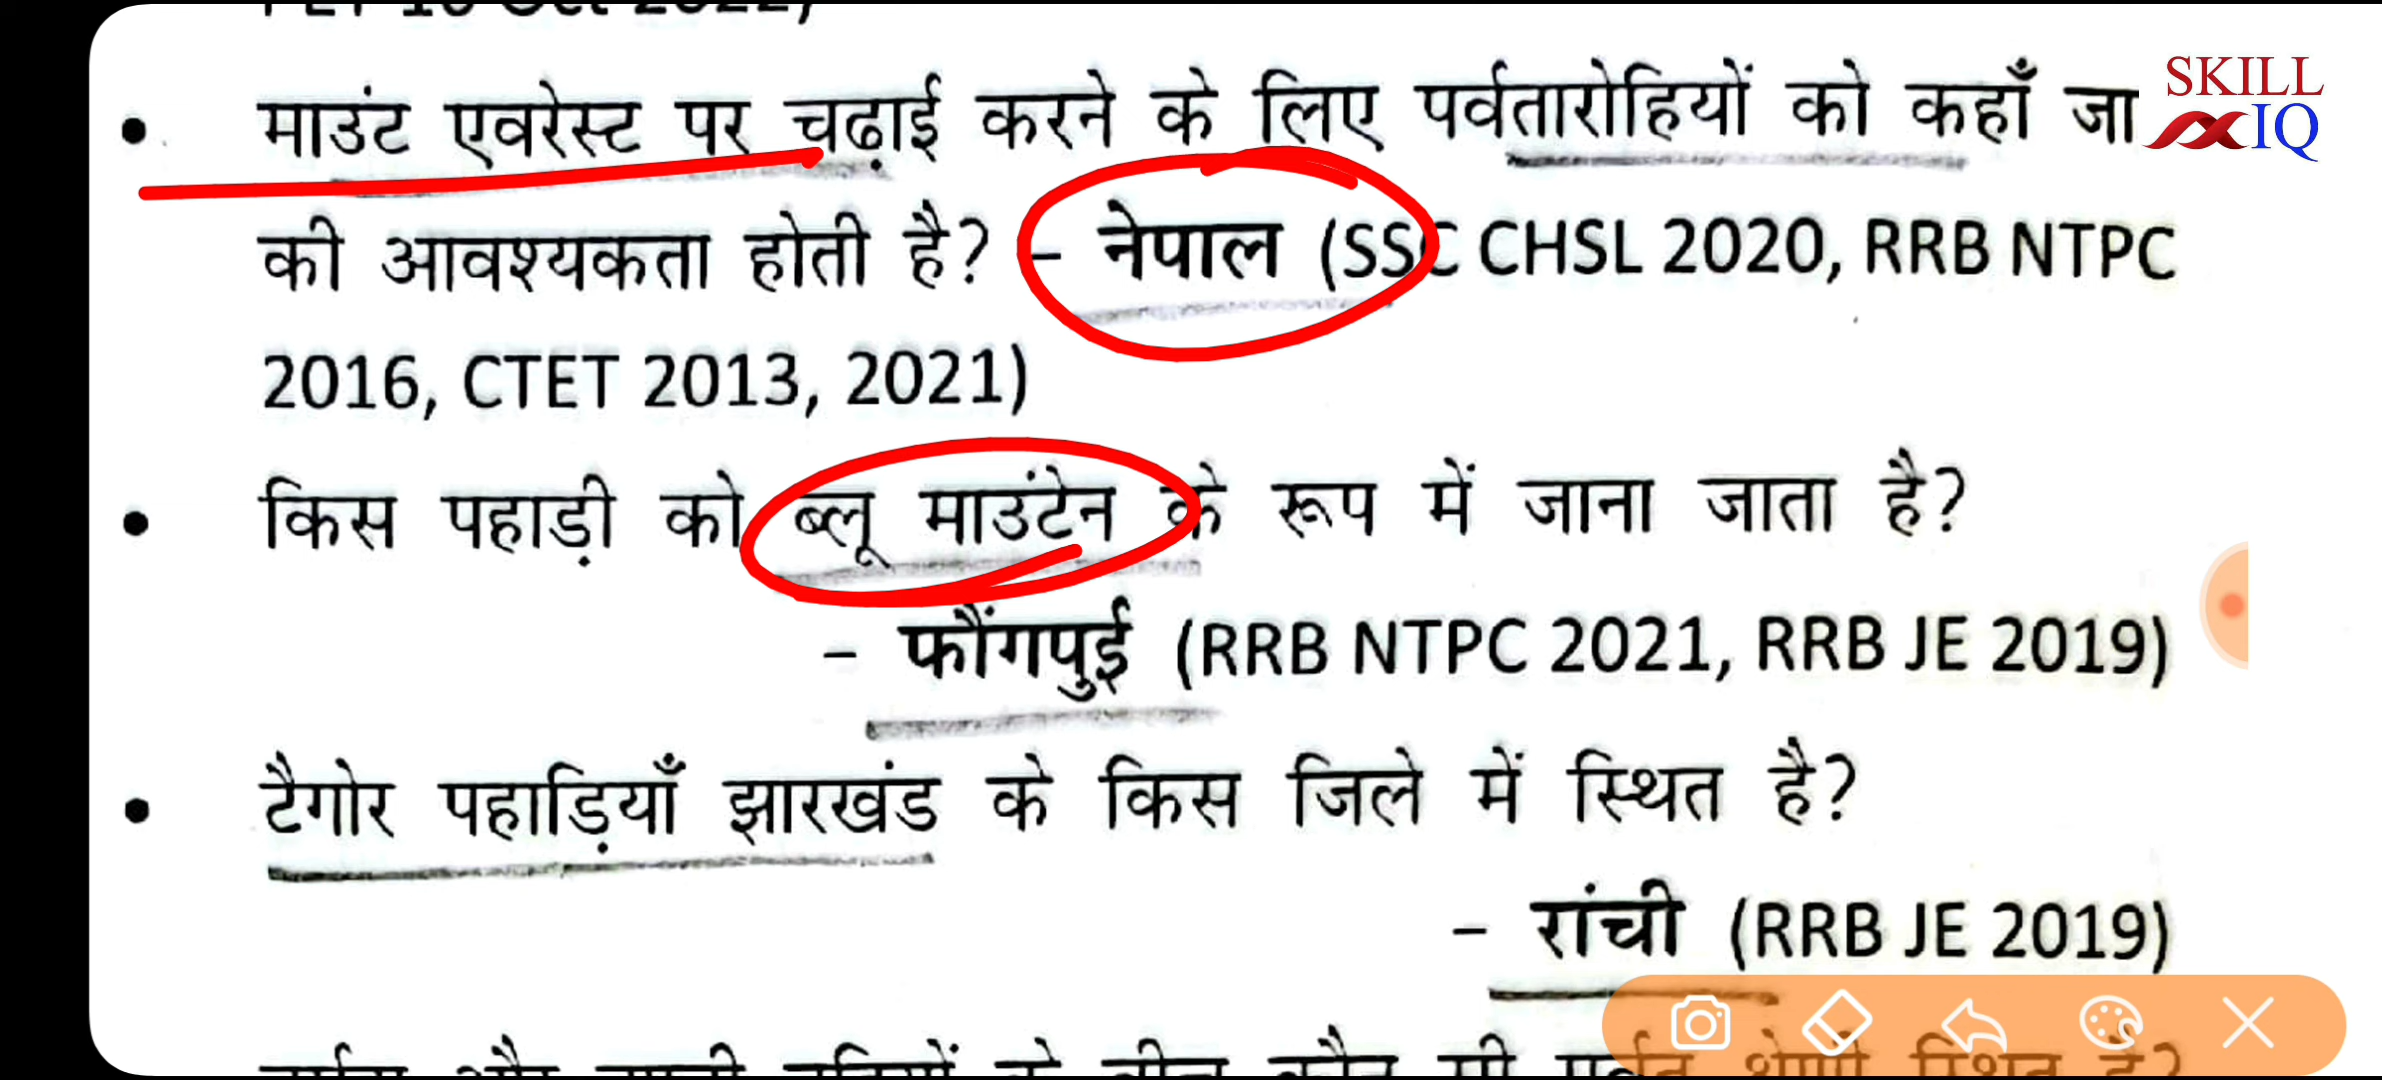 माउंट एवरेस्ट पर चढ़ाई करने के लिए पर्वतारोहियों को कहाँ जा
SKILL
IQ
की आवश्यकता होती है? – नेपाल (SSC CHSL 2020, RRB NTPC
2016, CTET 2013, 2021)
किस पहाड़ी को ब्लू माउंटेन के रूप में जाना जाता है?
– फौंगपुई (RRB NTPC 2021, RRB JE 2019)
टैगोर पहाड़ियाँ झारखंड के किस जिले में स्थित है?
– रांची (RRB JE 2019)